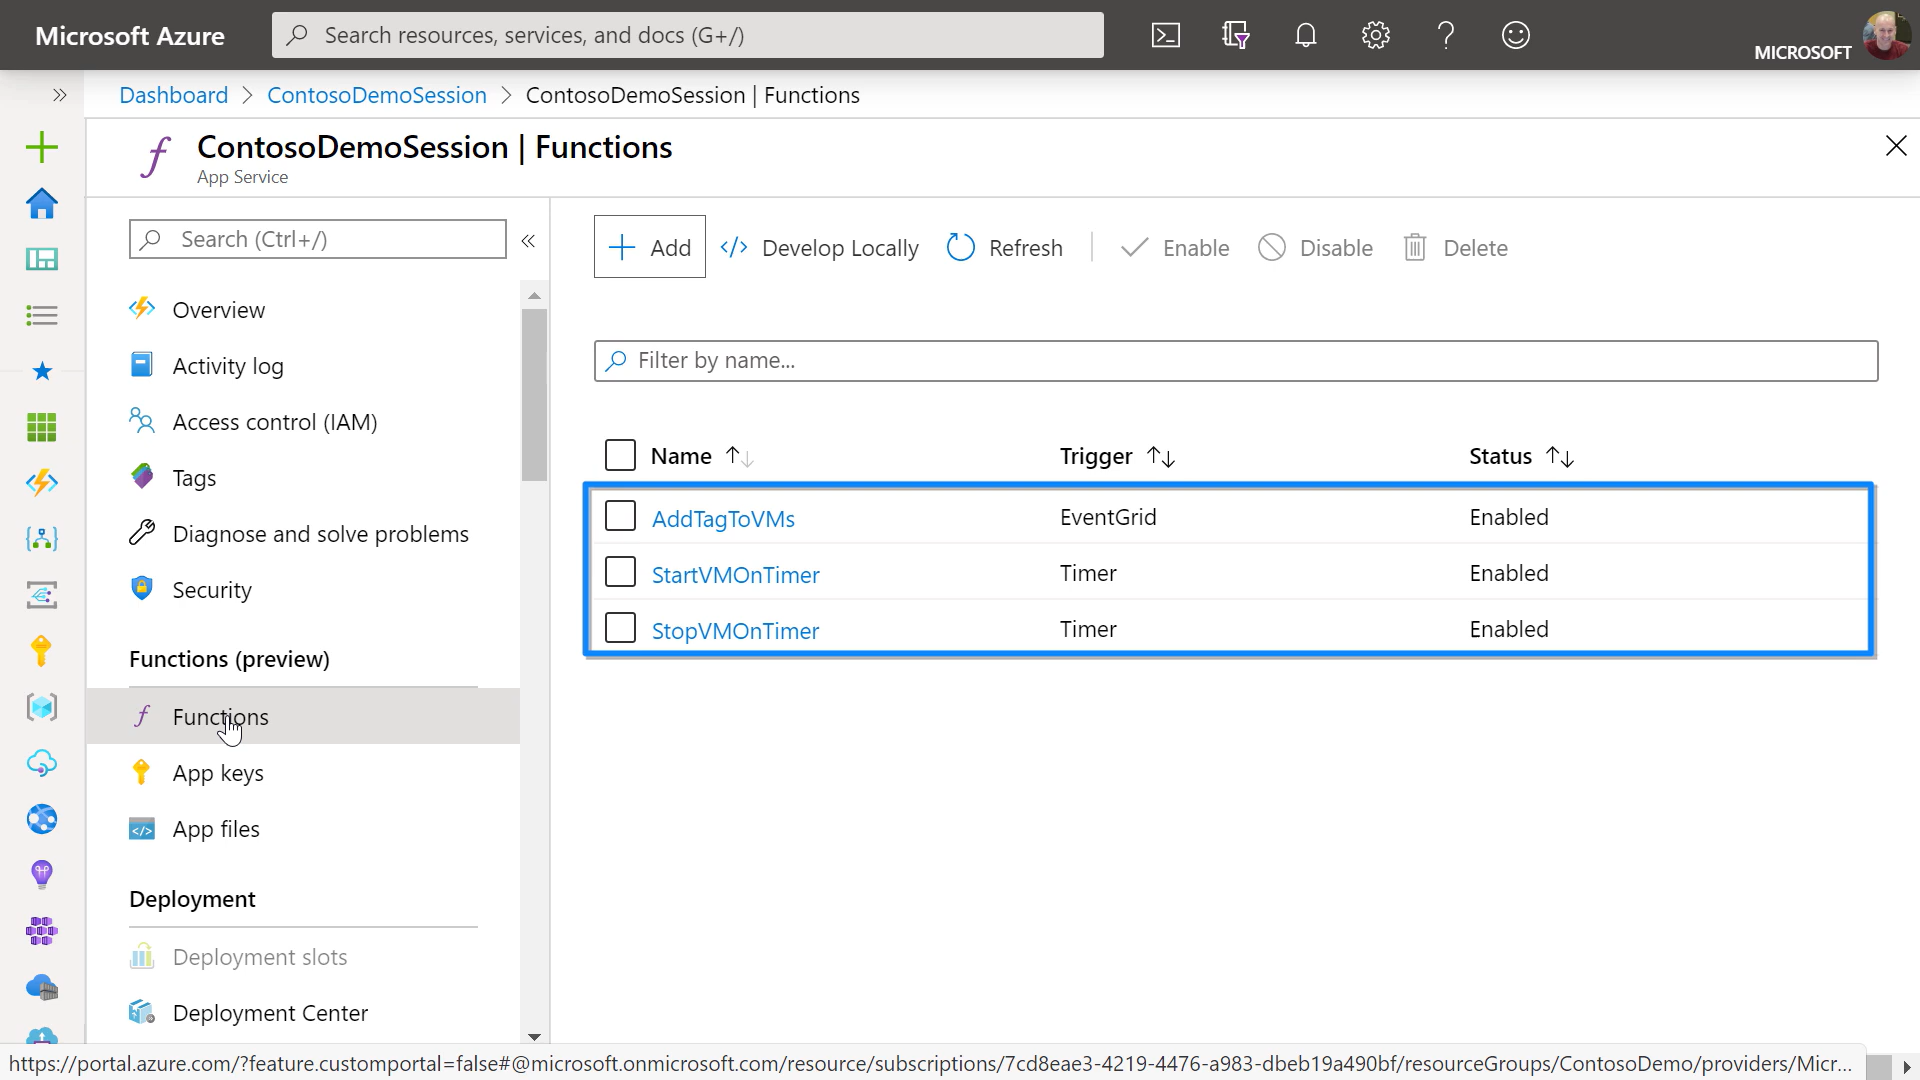 Microsoft Azure
Search resources, services, and docs (G+/)
MICROSOFT
Dashboard > ContosoDemoSession > ContosoDemoSession | Functions
ContosoDemoSession | Functions
App Service
Search (Ctrl+/)
Overview
Activity log
Access control (IAM)
Tags
Diagnose and solve problems
Security
Functions (preview)
Functions
App keys
App files
Deployment
Deployment slots
Deployment Center
Add
Develop Locally
Refresh
Enable
Disable
Delete
Filter by name...
Name Trigger Status
AddTagToVMs EventGrid Enabled
StartVMOnTimer Timer Enabled
StopVMOnTimer Timer Enabled
https://portal.azure.com/?feature.customportal=false#@microsoft.onmicrosoft.com/resource/subscriptions/7cd8eae3-4219-4476-a983-dbeb19a490bf/resourceGroups/ContosoDemo/providers/Micr...